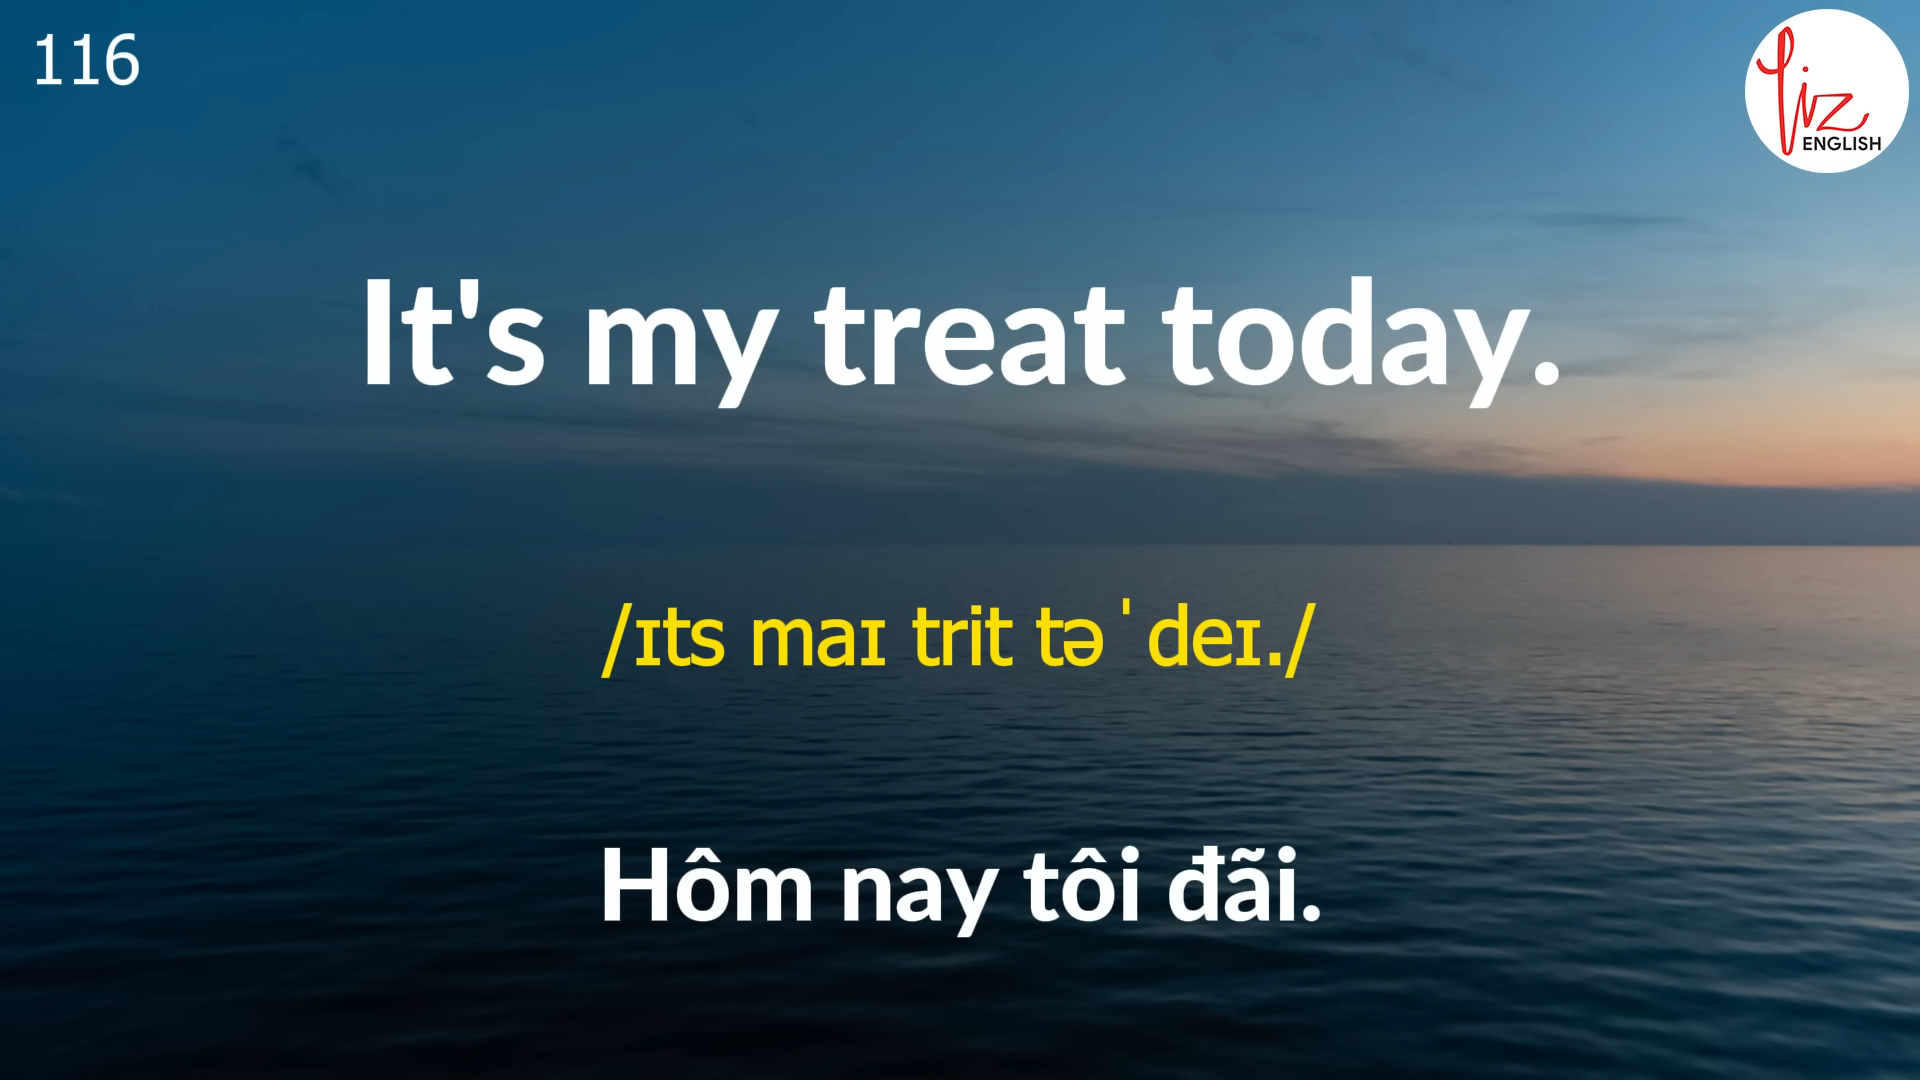 116
Liz
ENGLISH
It's my treat today.
/ɪts maɪ trit təˈdeɪ./
Hôm nay tôi đãi.